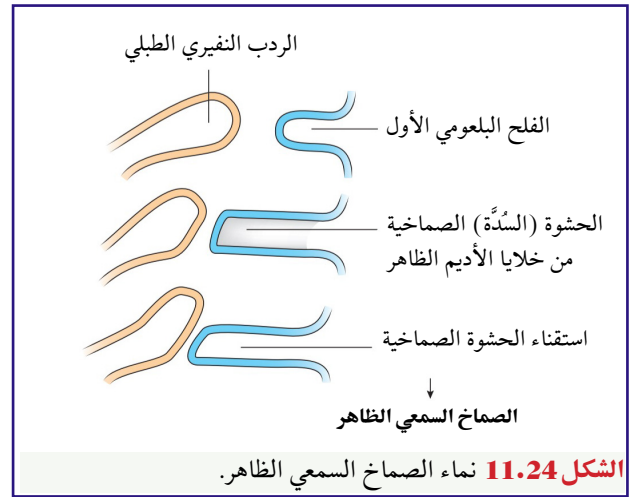 الردب النفيري الطبلي
الفلح البلعومي الأول
الحشوة (السُدَّة) الصماخية
من خلايا الأديم الظاهر
استقناء الحشوة الصماخية
الصماخ السمعي الظاهر
الشكل 11.24 نماء الصماخ السمعي الظاهر.